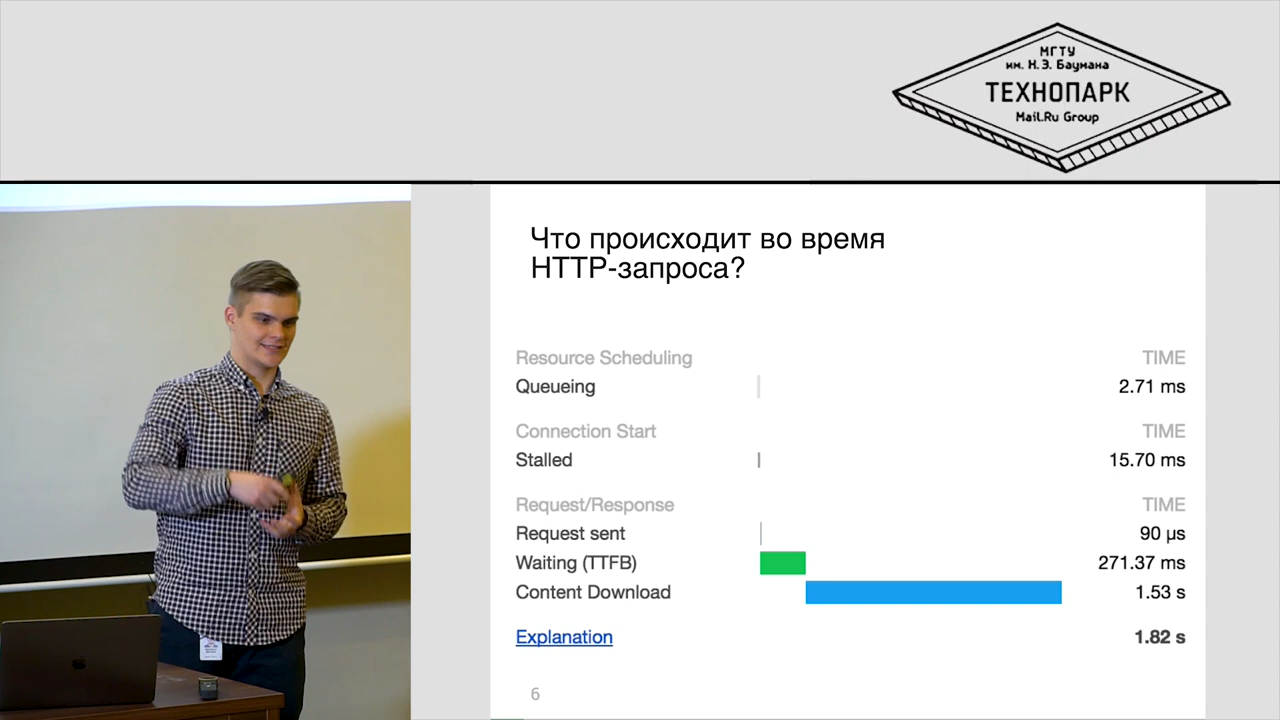 МГТУ
им. Н.Э. Баумана
ТЕХНОПАРК
Mail.Ru Group
Что происходит во время
HTTP-запроса?
Resource Scheduling TIME
Queueing 2.71 ms
Connection Start TIME
Stalled 15.70 ms
Request/Response TIME
Request sent 90 µs
Waiting (TTFB) 271.37 ms
Content Download 1.53 s
Explanation 1.82 s
6